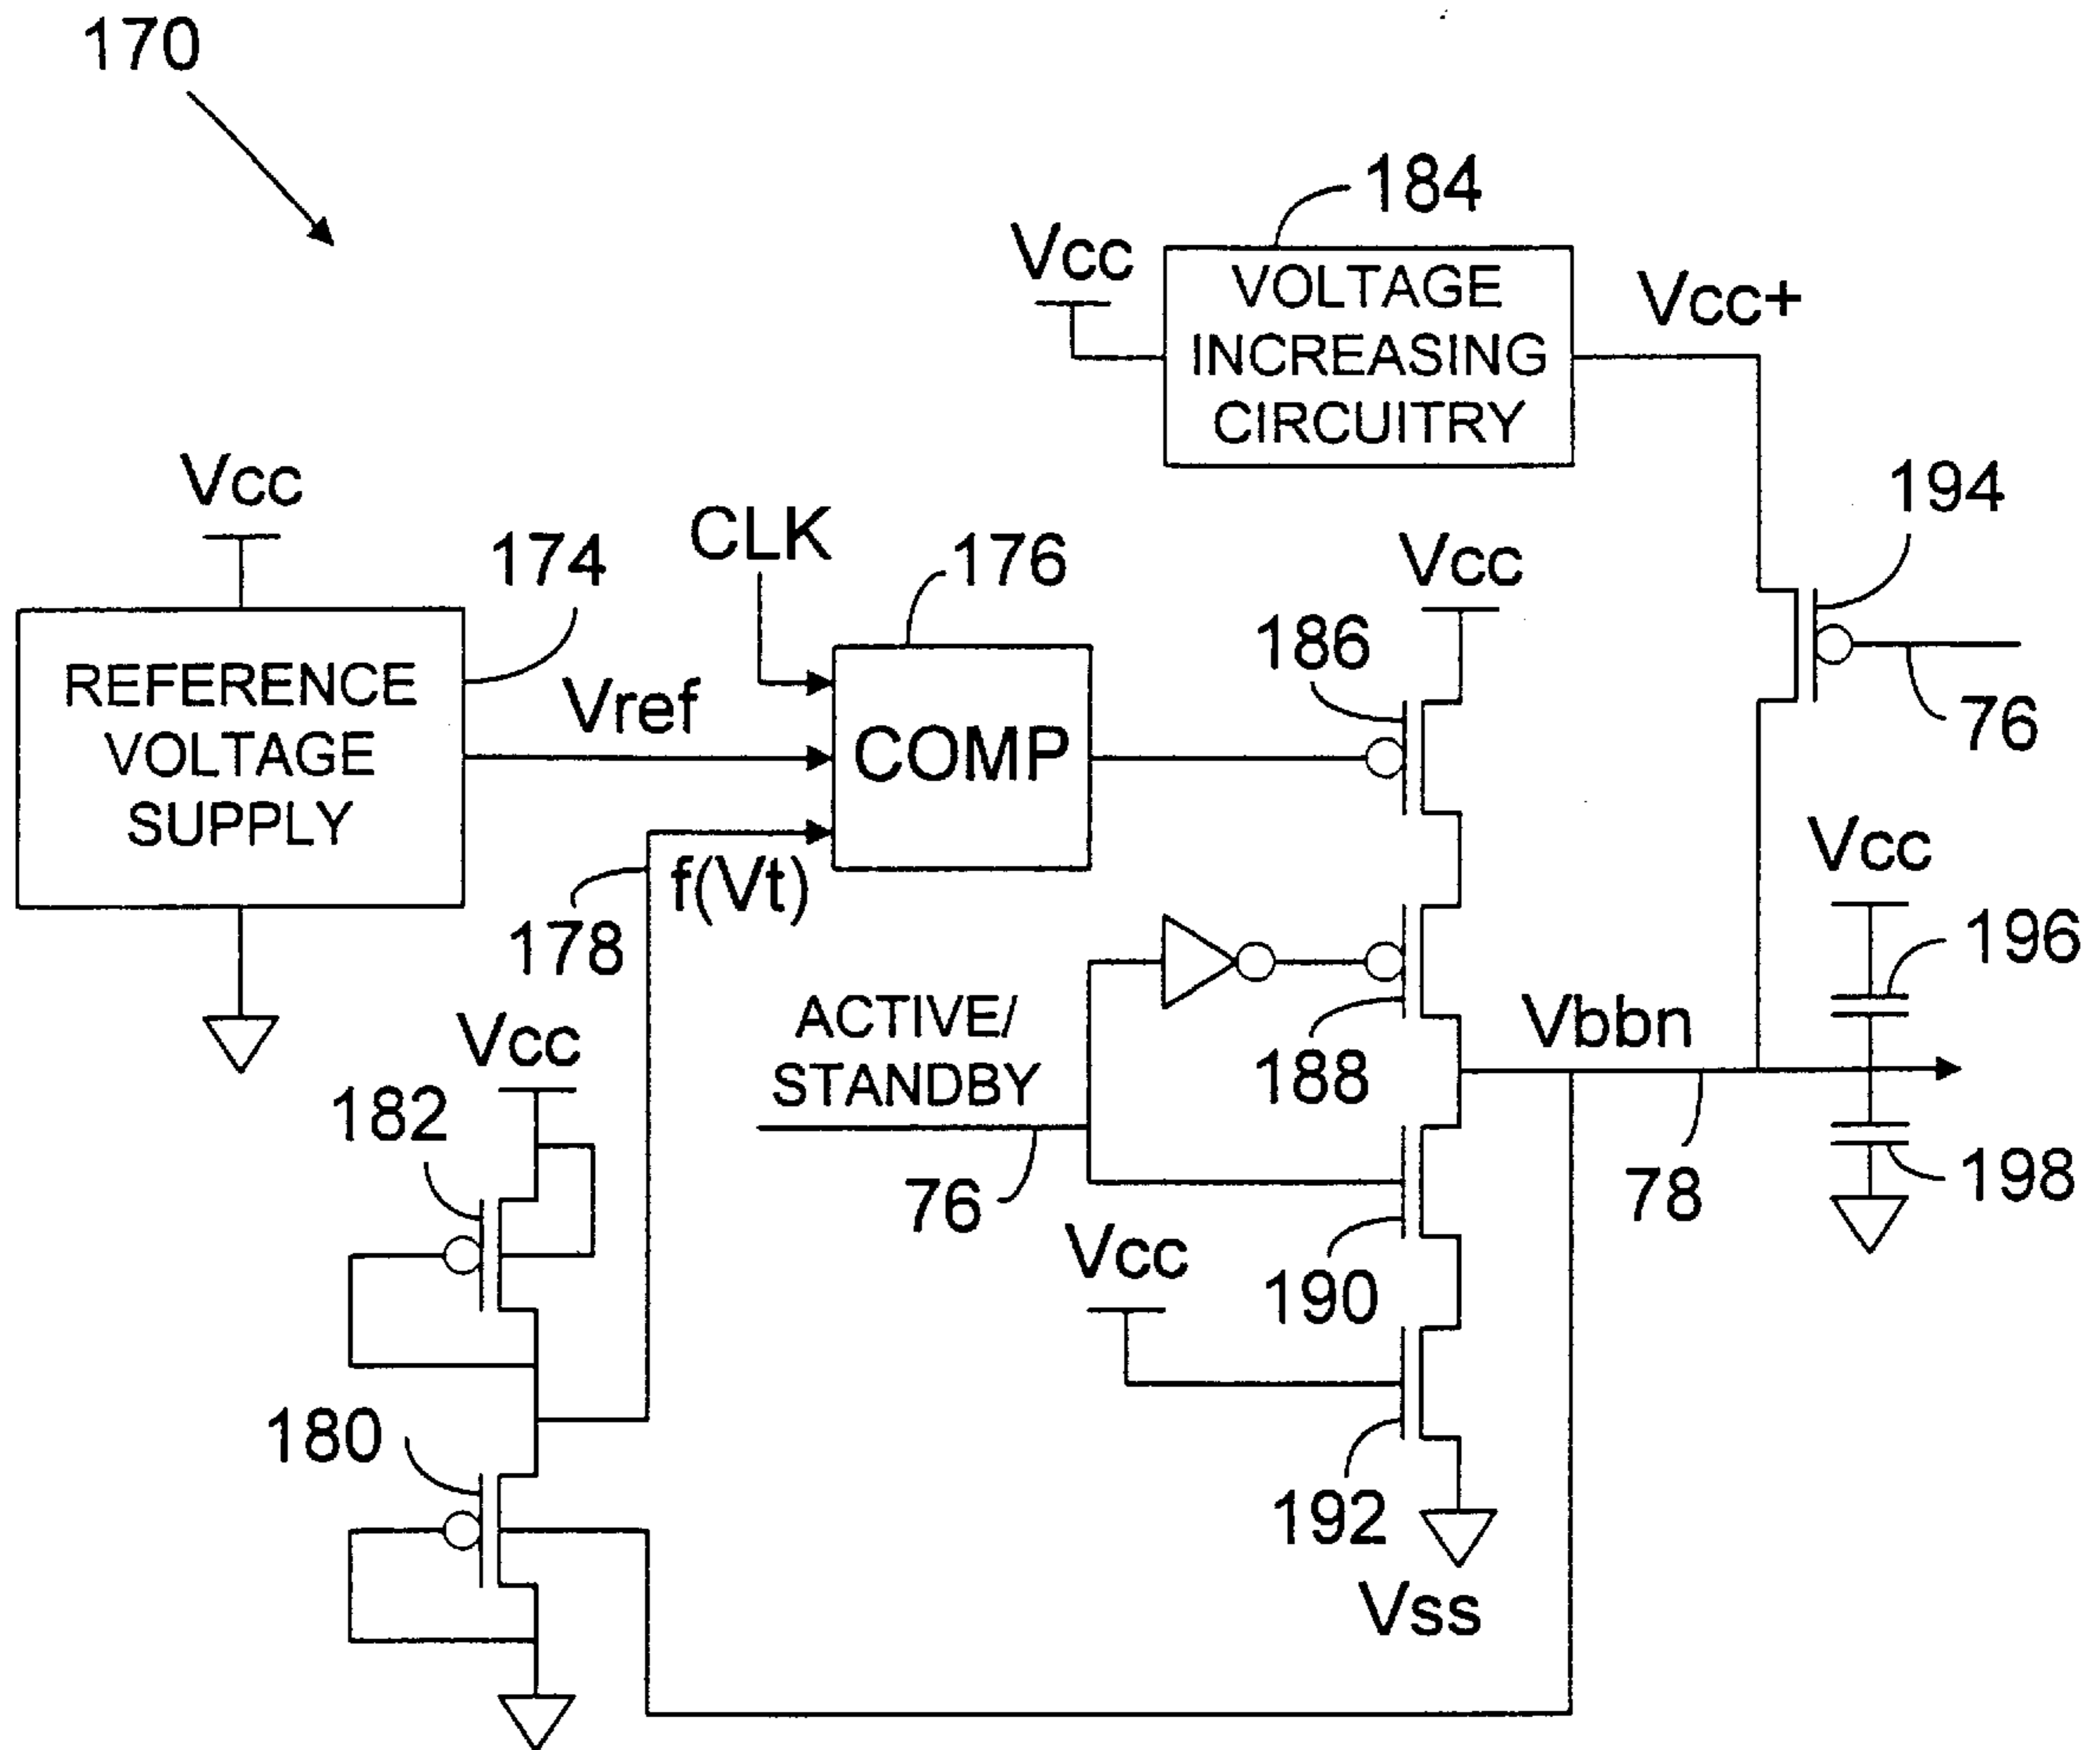 170
184
Vcc
VOLTAGE
INCREASING
CIRCUITRY
Vcc+
194
Vcc
174
CLK
176
Vcc
186
REFERENCE
VOLTAGE
SUPPLY
Vref
COMP
76
178
f(Vt)
Vcc
196
ACTIVE/
STANDBY
188
Vbbn
Vcc
182
76
78
198
Vcc
190
180
192
Vss